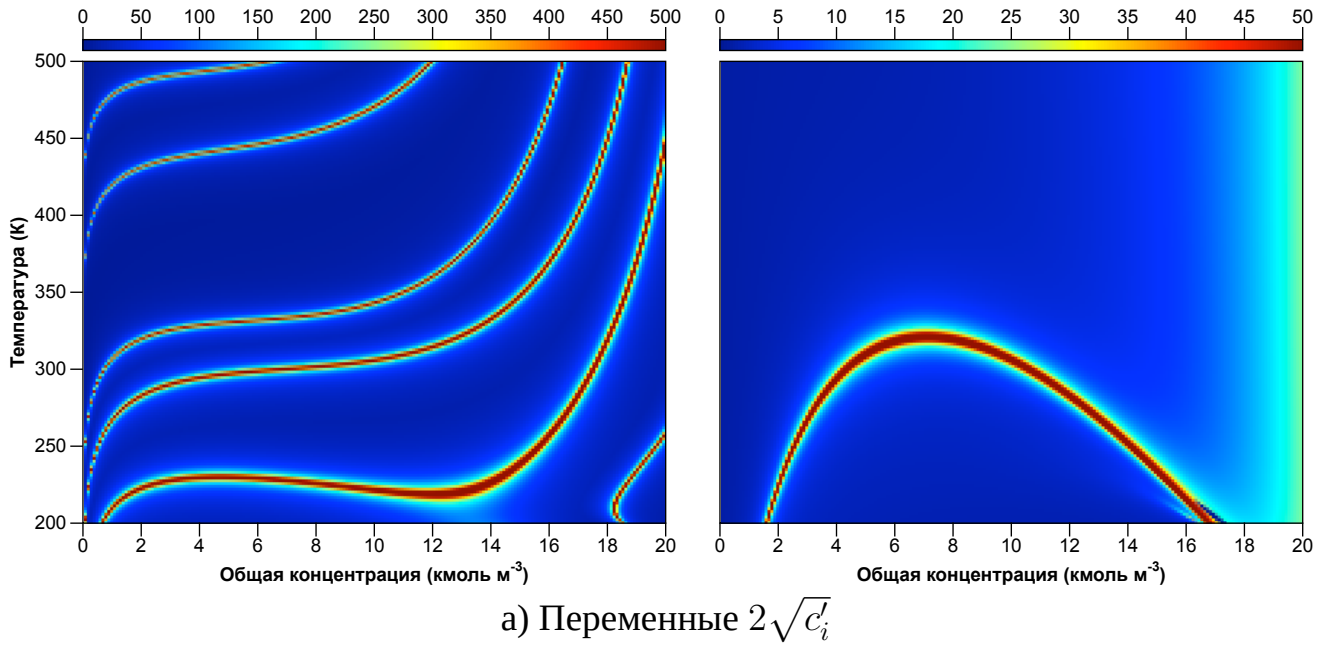 0 50 100 150 200 250 300 350 400 450 500
0 5 10 15 20 25 30 35 40 45 50
500
450
400
350
300
250
200
Температура (К)
0 2 4 6 8 10 12 14 16 18 20
0 2 4 6 8 10 12 14 16 18 20
Общая концентрация (кмоль м⁻³)
Общая концентрация (кмоль м⁻³)
а) Переменные 2√c′ᵢ